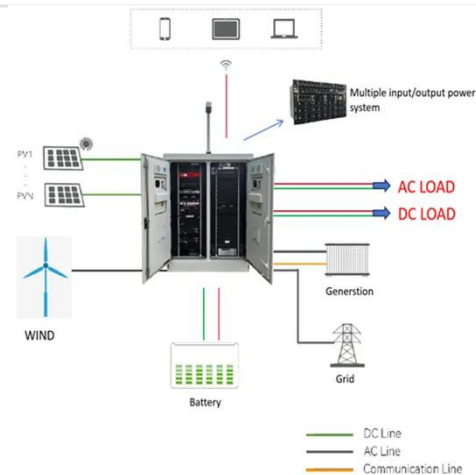 Multiple input/output power
system
PV1
PVN
AC LOAD
DC LOAD
WIND
Generstion
Grid
Battery
DC Line
AC Line
Communication Line